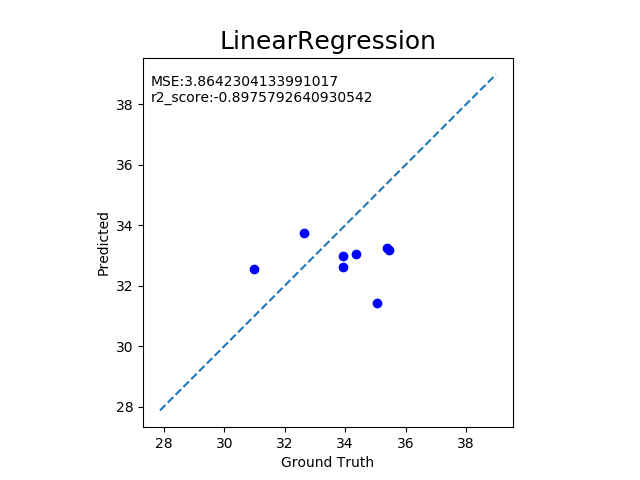 LinearRegression
MSE:3.8642304133991017
r2_score:-0.8975792640930542
38
36
34
32
30
28
Predicted
28 30 32 34 36 38
Ground Truth